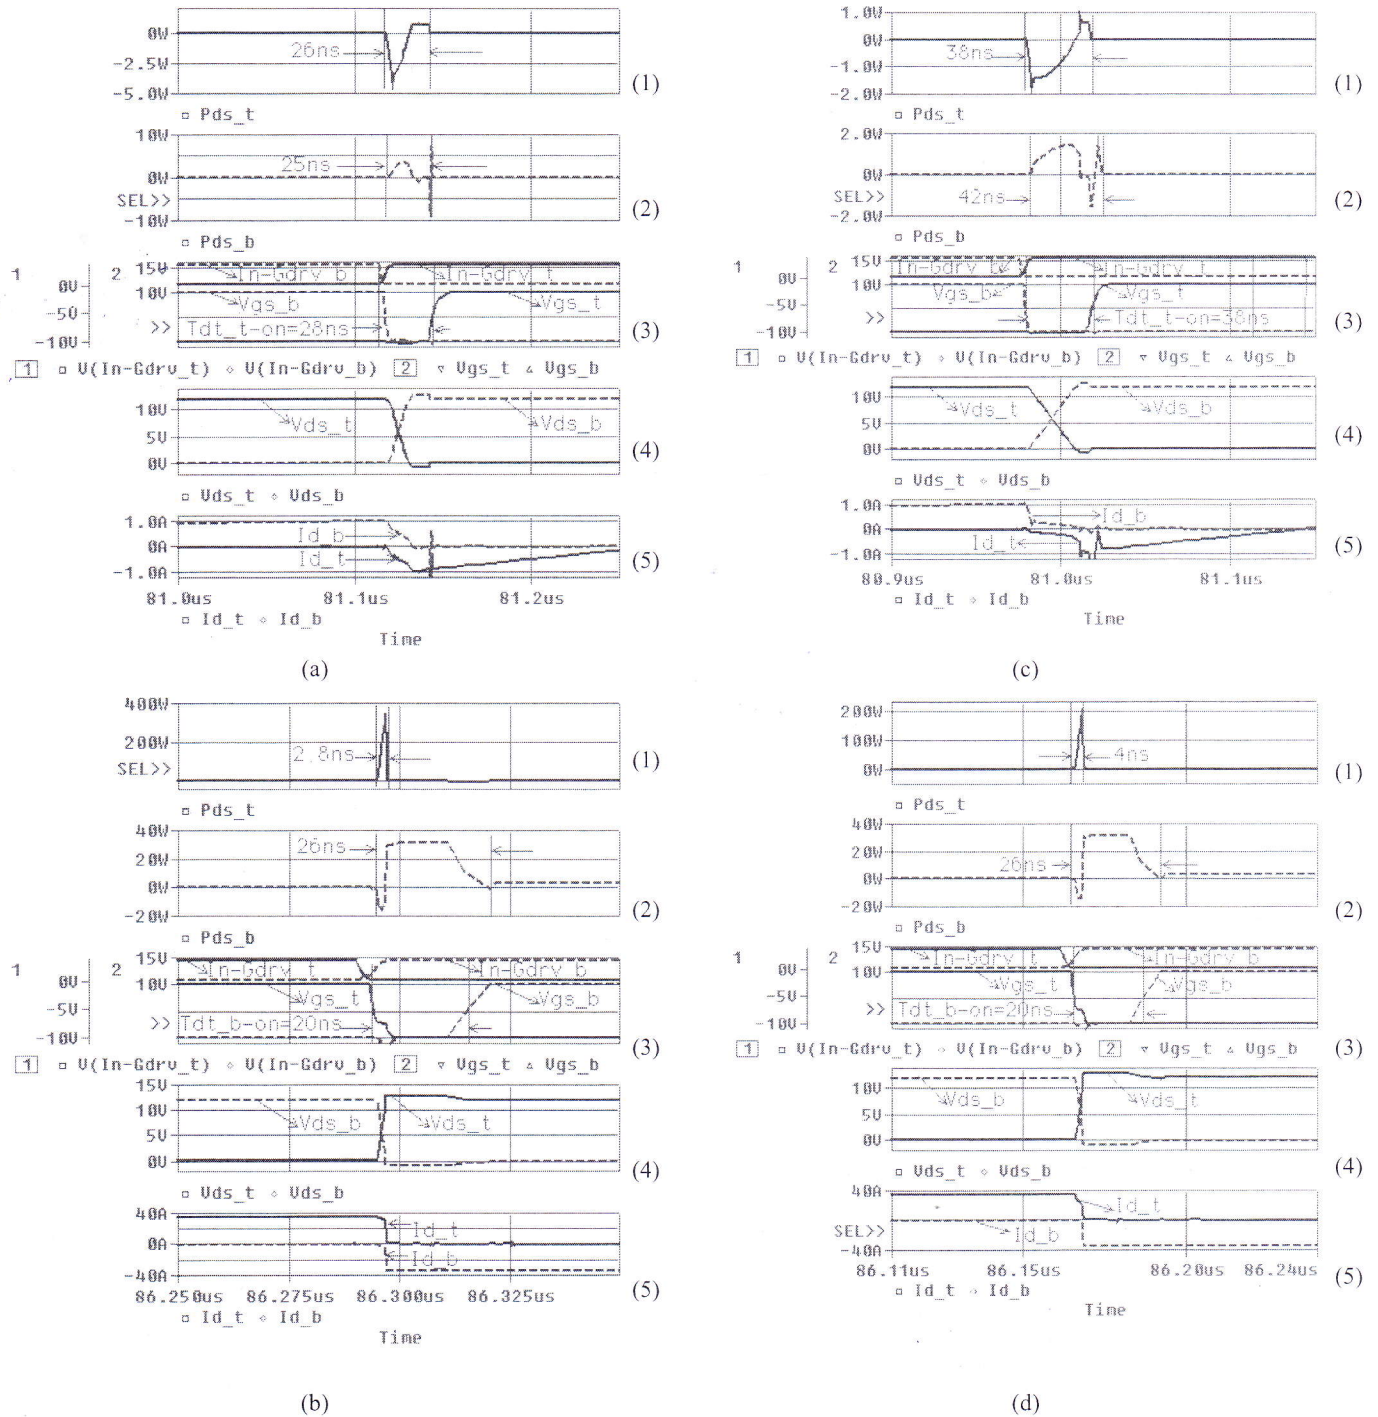 0W
-2.5W
-5.0W
26ns
(1)
Pds_t
10W
0W
SEL>>
-10W
25ns
(2)
Pds_b
1 2
15V
0V 10V
-5V
-10V >>
In-Gdrv_b In-Gdrv_t
Vgs_b Vgs_t
Tdt_t-on=28ns
(3)
1 V(In-Gdrv_t) V(In-Gdrv_b) 2 Vgs_t Vgs_b
10V
5V
0V
Vds_t Vds_b
(4)
Vds_t Vds_b
1.0A
0A
-1.0A
Id_b
Id_t
(5)
81.0us 81.1us 81.2us
Id_t Id_b
Time
(a)
1.0W
0W
-1.0W
-2.0W
36ns
(1)
Pds_t
2.0W
0W
SEL>>
-2.0W
42ns
(2)
Pds_b
1 2
15V
0V 10V
-5V
-10V >>
In-Gdrv_b In-Gdrv_t
Vgs_b Vgs_t
Tdt_t-on=38ns
(3)
1 V(In-Gdrv_t) V(In-Gdrv_b) 2 Vgs_t Vgs_b
10V
5V
0V
Vds_t Vds_b
(4)
Vds_t Vds_b
1.0A
0A
-1.0A
Id_b
Id_t
(5)
80.9us 81.0us 81.1us
Id_t Id_b
Time
(c)
400W
200W
SEL>>
2.8ns
(1)
Pds_t
40W
20W
0W
-20W
26ns
(2)
Pds_b
1 2
15V
0V 10V
-5V
-10V >>
In-Gdrv_t In-Gdrv_b
Vgs_t Vgs_b
Tdt_b-on=20ns
(3)
1 V(In-Gdrv_t) V(In-Gdrv_b) 2 Vgs_t Vgs_b
15V
10V
5V
0V
Vds_b Vds_t
(4)
Vds_t Vds_b
40A
0A
-40A
Id_t
Id_b
(5)
86.250us 86.275us 86.300us 86.325us
Id_t Id_b
Time
(b)
200W
100W
0W
4ns
(1)
Pds_t
40W
20W
0W
-20W
26ns
(2)
Pds_b
1 2
15V
0V 10V
-5V
-10V >>
In-Gdrv_t In-Gdrv_b
Vgs_t Vgs_b
Tdt_b-on=20ns
(3)
1 V(In-Gdrv_t) V(In-Gdrv_b) 2 Vgs_t Vgs_b
10V
5V
0V
Vds_b Vds_t
(4)
Vds_t Vds_b
40A
SEL>>
-40A
Id_t
Id_b
(5)
86.11us 86.15us 86.20us 86.24us
Id_t Id_b
Time
(d)